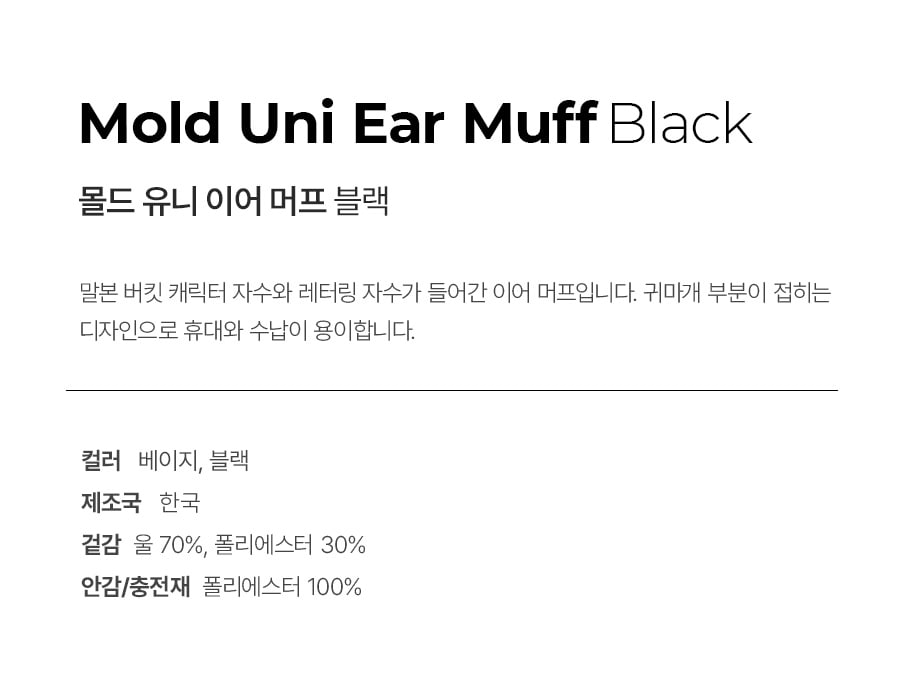 Mold Uni Ear Muff Black
몰드 유니 이어 머프 블랙
말본 버킷 캐릭터 자수와 레터링 자수가 들어간 이어 머프입니다. 귀마개 부분이 접히는
디자인으로 휴대와 수납이 용이합니다.
컬러 베이지, 블랙
제조국 한국
겉감 울 70%, 폴리에스터 30%
안감/충전재 폴리에스터 100%